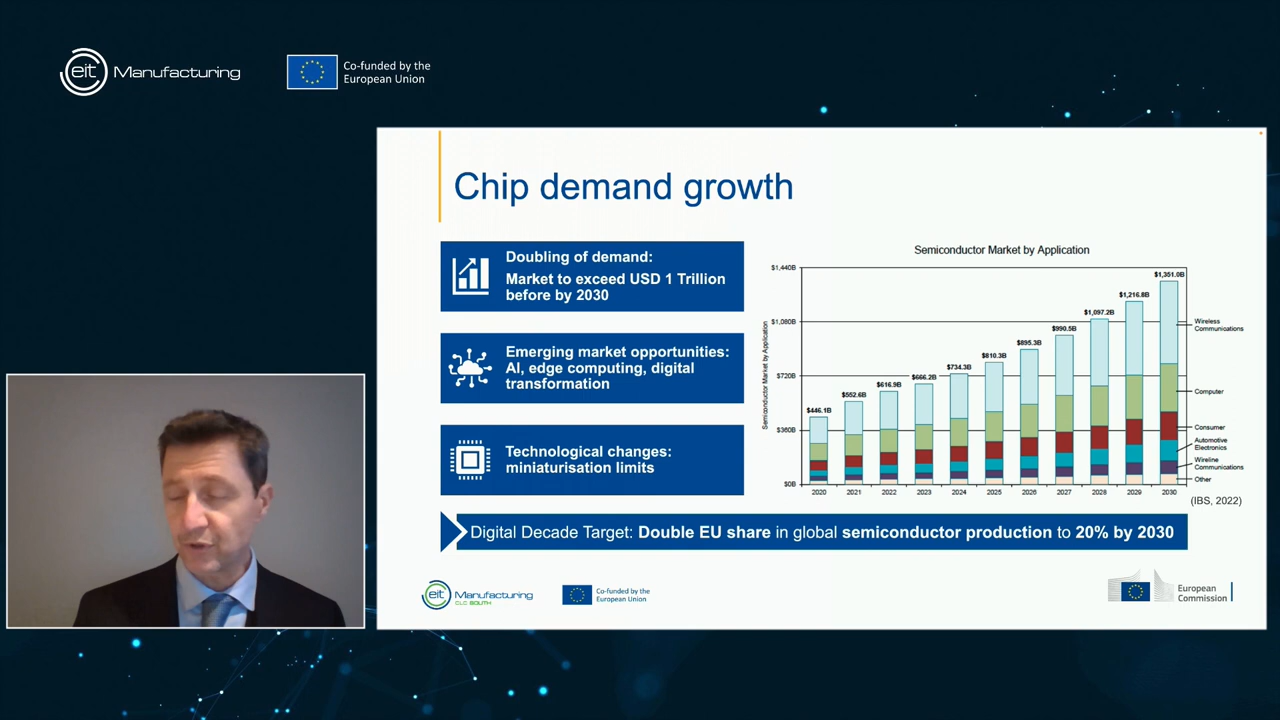 eit Manufacturing
Co-funded by the
European Union
Chip demand growth
Doubling of demand:
Market to exceed USD 1 Trillion
before by 2030
Emerging market opportunities:
AI, edge computing, digital
transformation
Technological changes:
miniaturisation limits
Semiconductor Market by Application
Semiconductor Market by Application
$1,440B
$1,080B
$720B
$360B
$0B
$446.1B
$552.6B
$616.9B
$666.2B
$734.3B
$810.3B
$895.3B
$990.5B
$1,097.2B
$1,216.8B
$1,351.0B
2020 2021 2022 2023 2024 2025 2026 2027 2028 2029 2030
Wireless
Communications
Computer
Consumer
Automotive
Electronics
Wireline
Communications
Other
(IBS, 2022)
Digital Decade Target: Double EU share in global semiconductor production to 20% by 2030
eit Manufacturing
CLC SOUTH
Co-funded by the
European Union
European
Commission